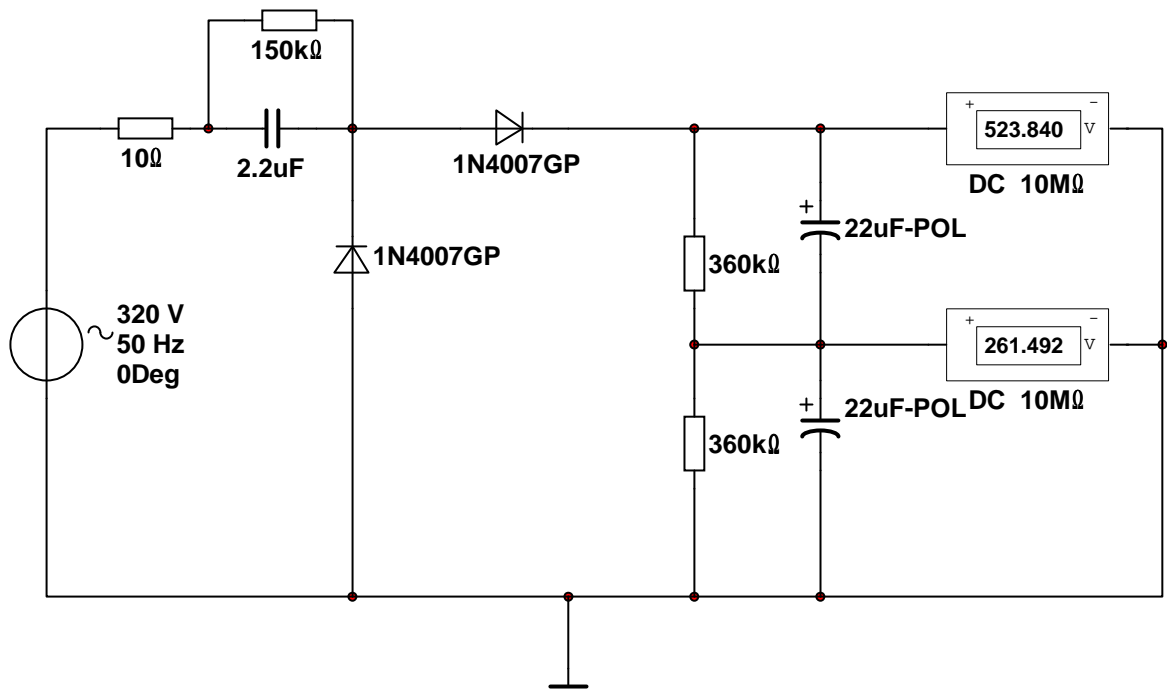 150kΩ
10Ω
2.2uF
1N4007GP
+ −
523.840 V
DC 10MΩ
+
22uF-POL
1N4007GP
360kΩ
320 V
50 Hz
0Deg
+ −
261.492 V
DC 10MΩ
+
22uF-POL
360kΩ